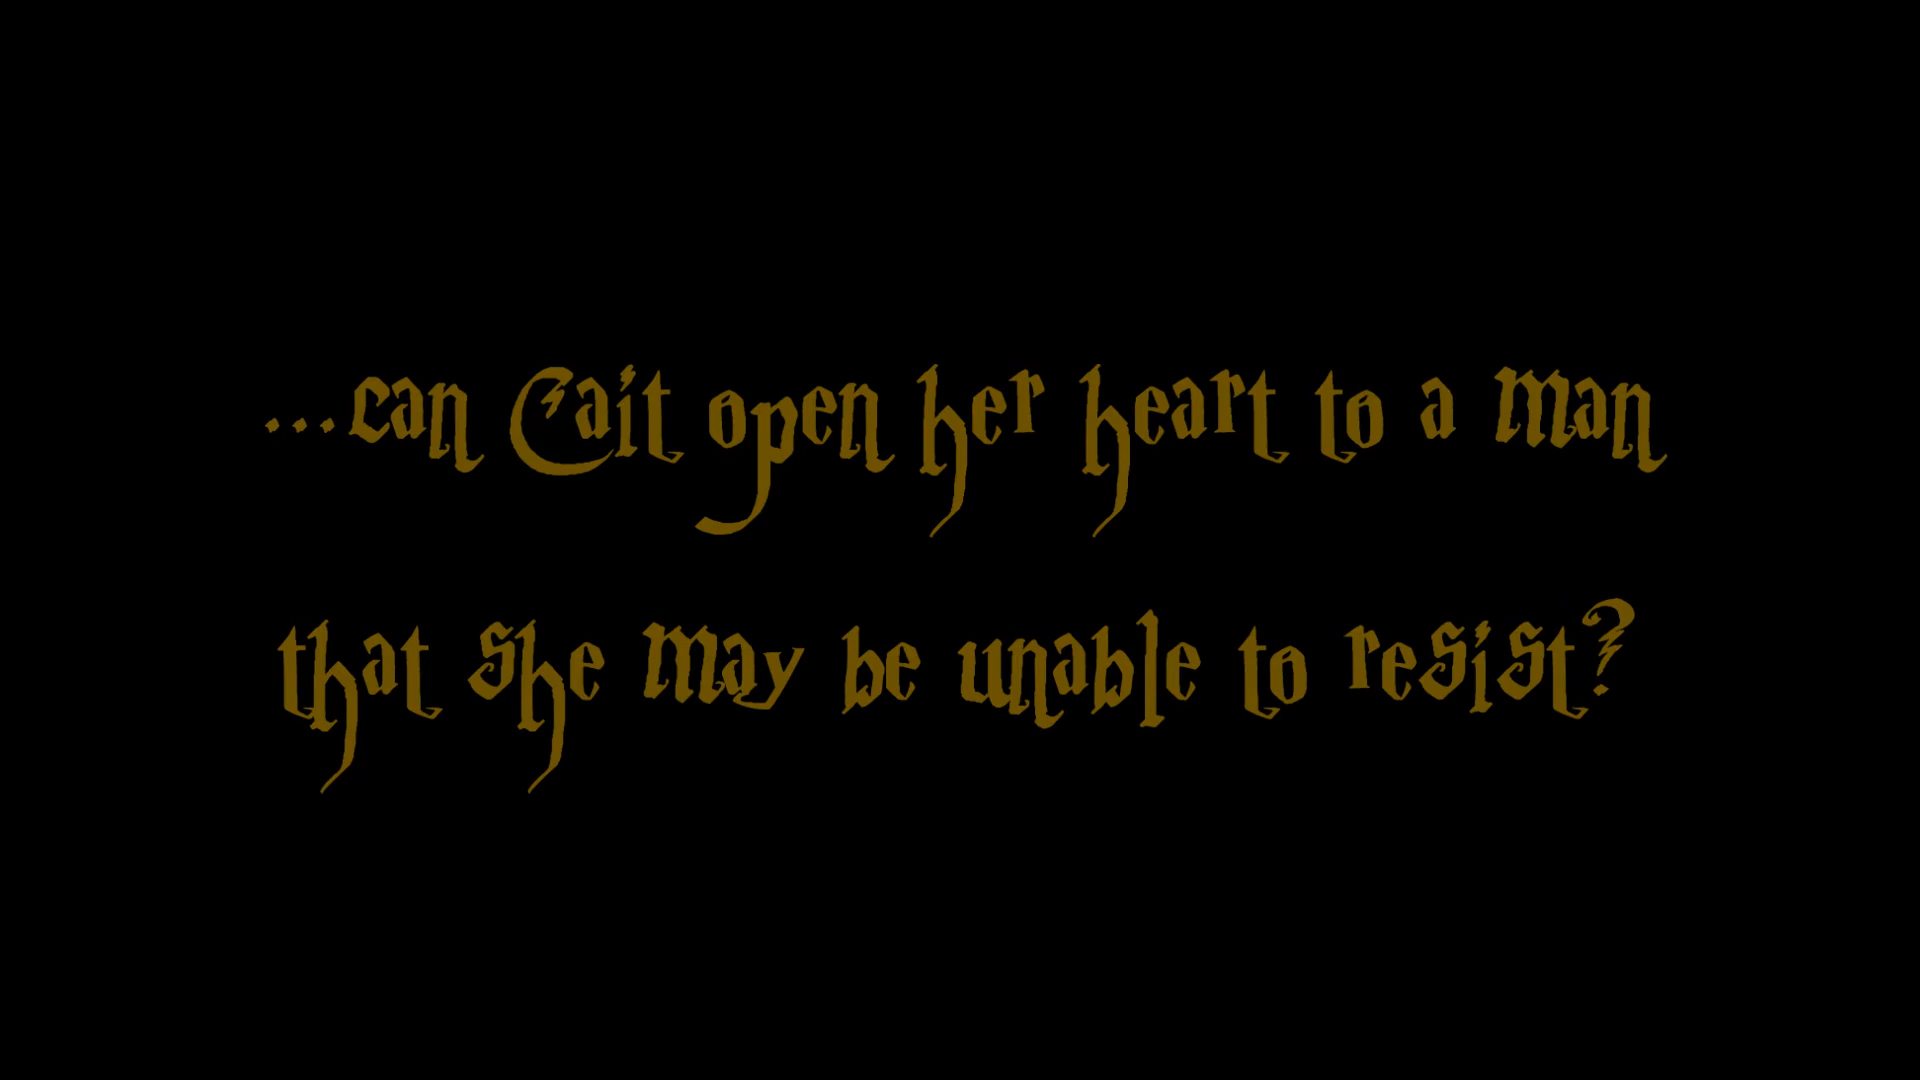 ...can Cait open her heart to a man
that she may be unable to resist?